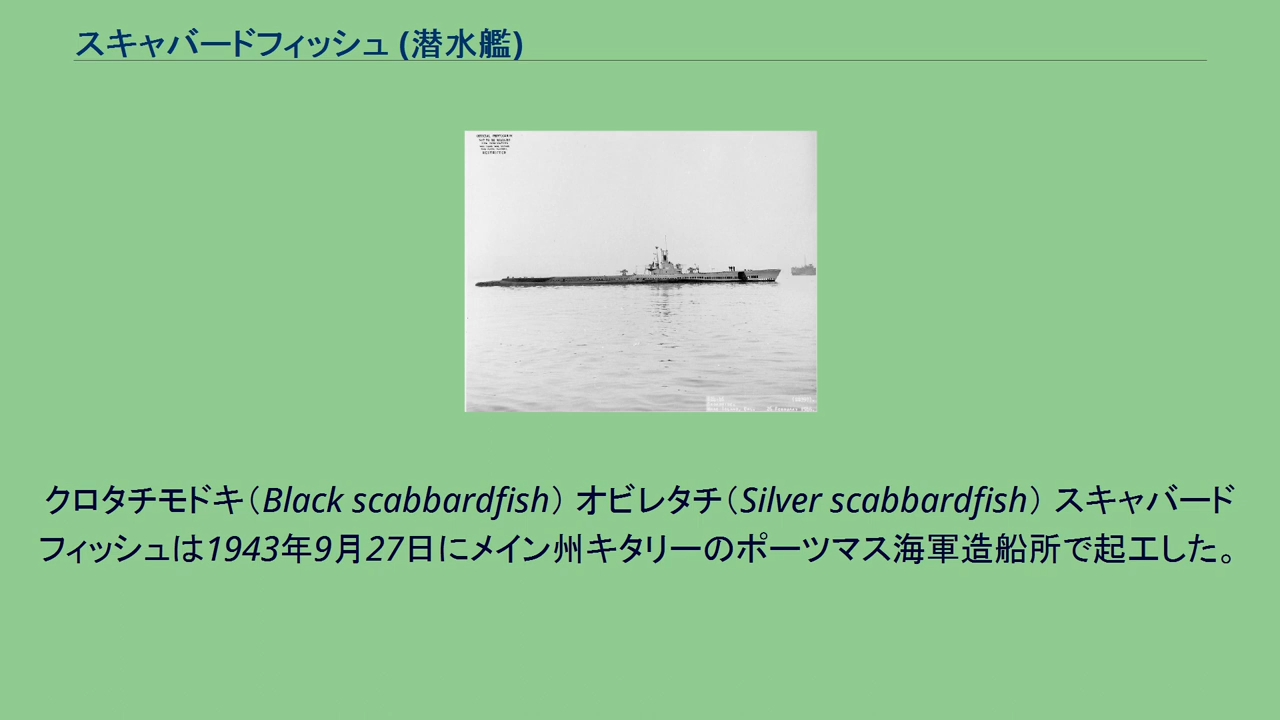 スキャバードフィッシュ (潜水艦)
クロタチモドキ（Black scabbardfish） オビレタチ（Silver scabbardfish） スキャバード
フィッシュは1943年9月27日にメイン州キタリーのポーツマス海軍造船所で起工した。